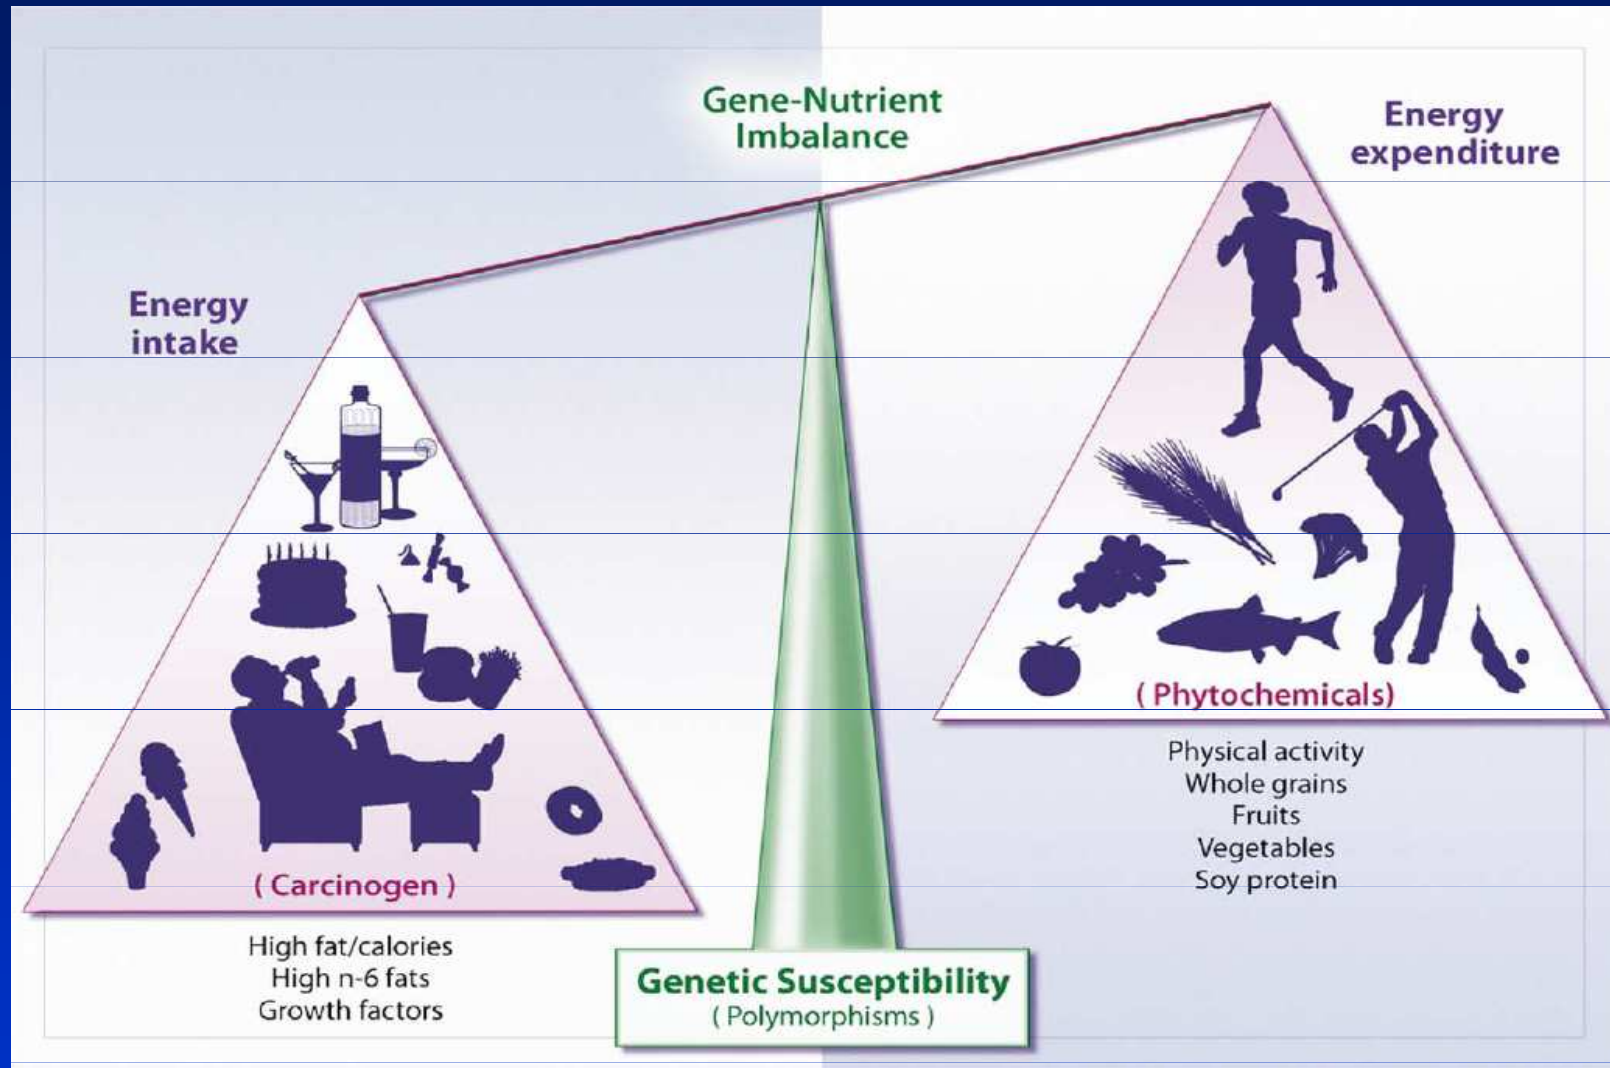 Gene-Nutrient
Imbalance
Energy
expenditure
Energy
intake
( Carcinogen )
High fat/calories
High n-6 fats
Growth factors
( Phytochemicals)
Physical activity
Whole grains
Fruits
Vegetables
Soy protein
Genetic Susceptibility
( Polymorphisms )